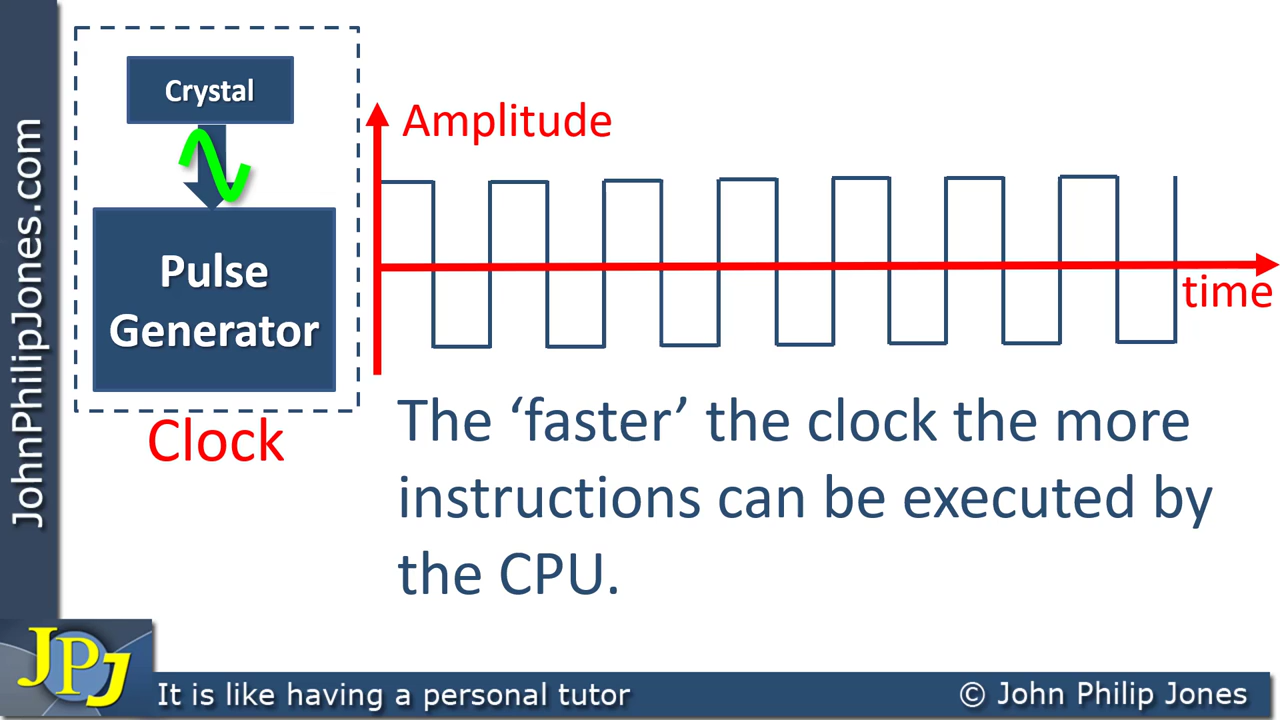 JohnPhilipJones.com
Crystal
Pulse
Generator
Clock
Amplitude
time
The ‘faster’ the clock the more
instructions can be executed by
the CPU.
JPJ
It is like having a personal tutor
© John Philip Jones